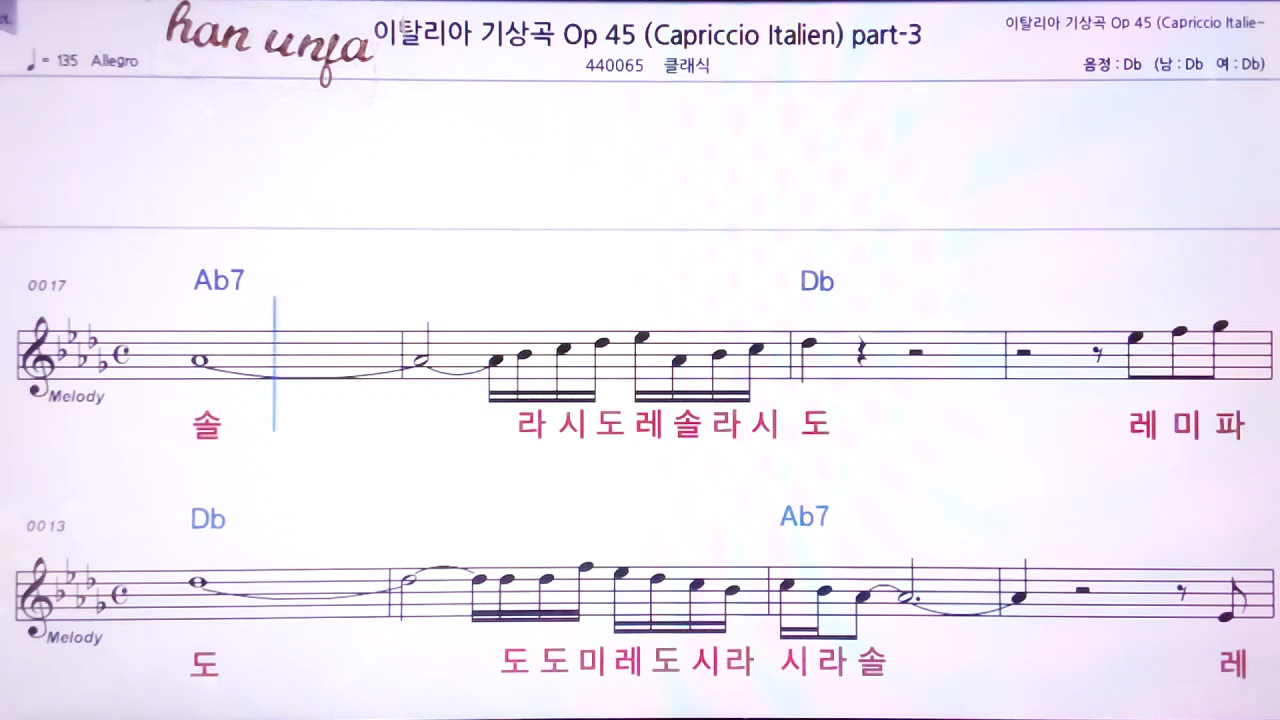 han unfa
이탈리아 기상곡 Op 45 (Capriccio Italien) part-3
이탈리아 기상곡 Op 45 (Capriccio Italie~
♩= 135 Allegro
440065 클래식
음정 : Db (남 : Db 여 : Db)
0017 Ab7 Db
Melody
솔 라 시 도 레 솔 라 시 도 레 미 파
0013 Db Ab7
Melody
도 도 도 미 레 도 시 라 시 라 솔 레